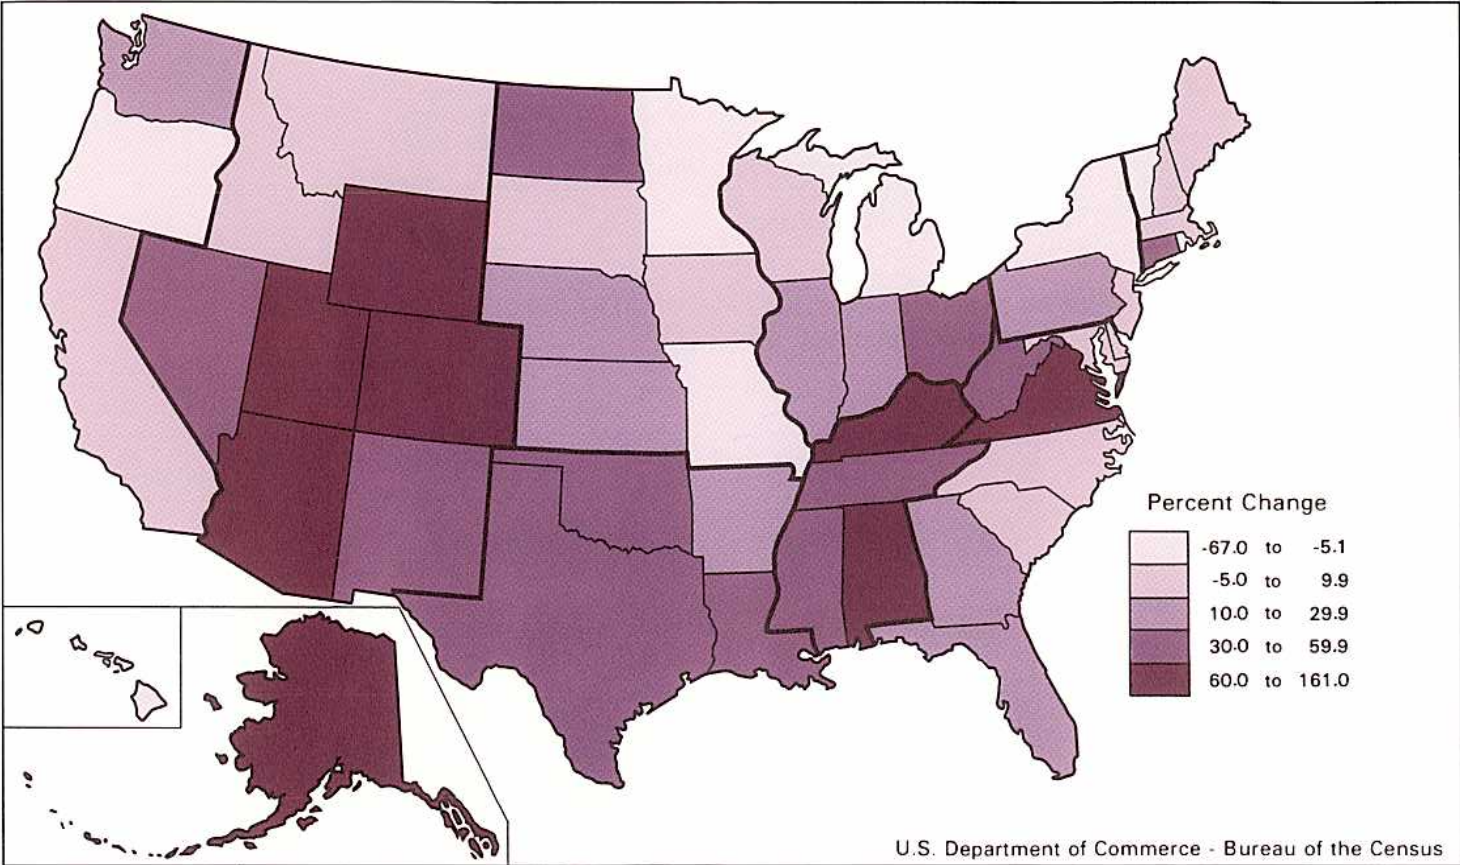 Percent Change
-67.0 to -5.1
-5.0 to 9.9
10.0 to 29.9
30.0 to 59.9
60.0 to 161.0
U.S. Department of Commerce - Bureau of the Census